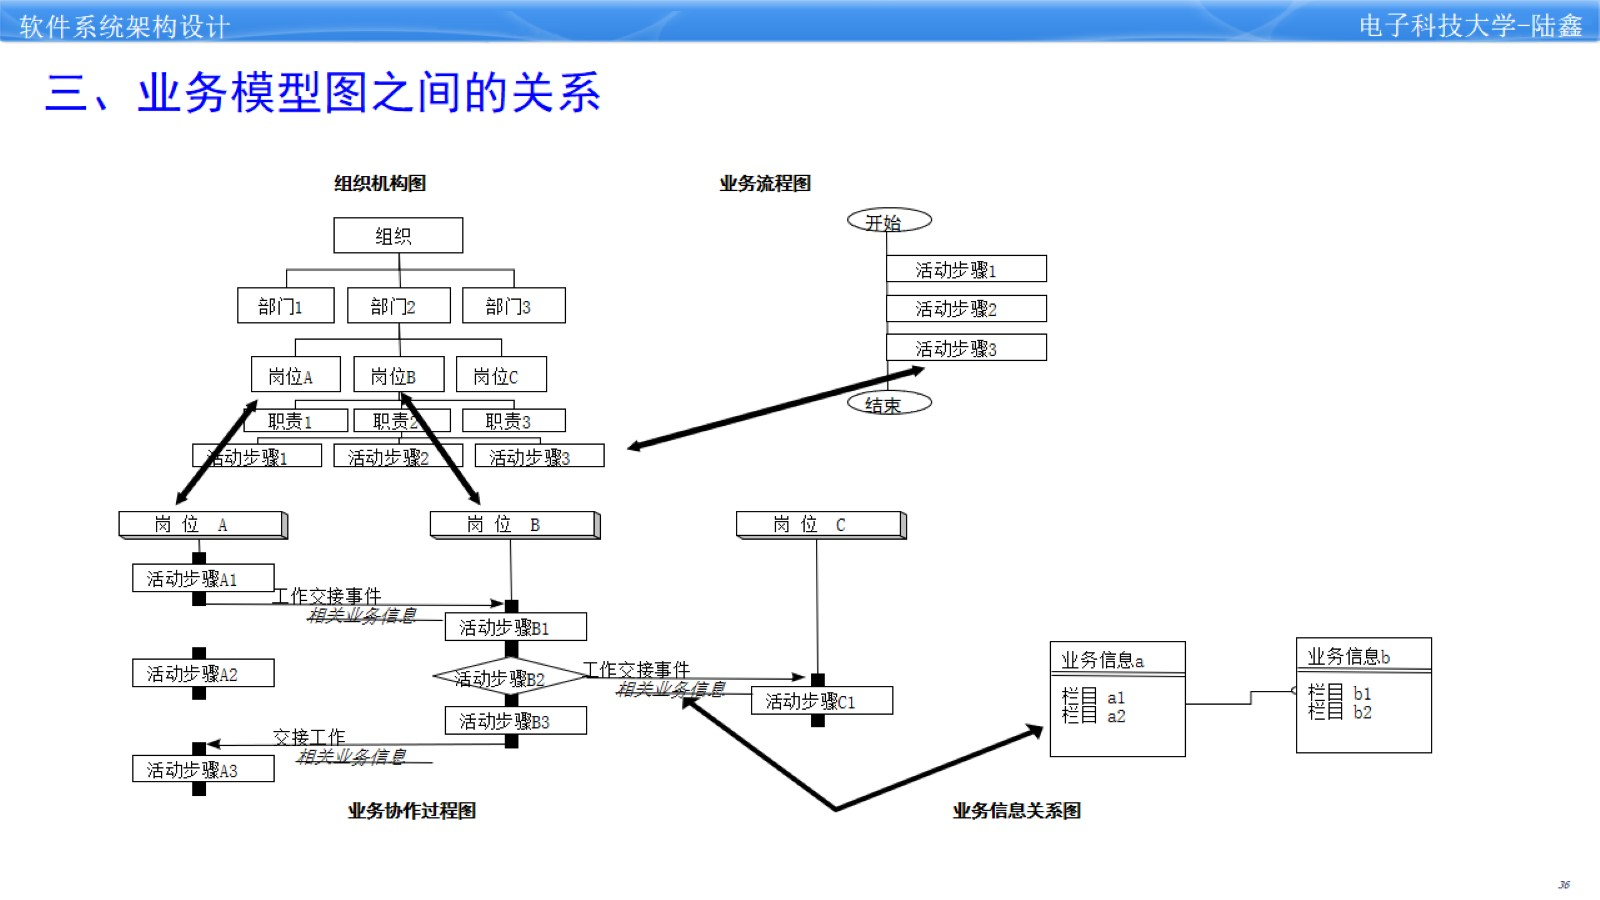 软件系统架构设计
电子科技大学-陆鑫
三、业务模型图之间的关系
组织机构图
业务流程图
组织
部门1
部门2
部门3
岗位A
岗位B
岗位C
职责1
职责2
职责3
活动步骤1
活动步骤2
活动步骤3
开始
活动步骤1
活动步骤2
活动步骤3
结束
岗 位 A
岗 位 B
岗 位 C
活动步骤A1
工作交接事件
相关业务信息
活动步骤B1
活动步骤A2
活动步骤B2
工作交接事件
相关业务信息
活动步骤C1
活动步骤B3
交接工作
相关业务信息
活动步骤A3
业务信息a
栏目 a1
栏目 a2
业务信息b
栏目 b1
栏目 b2
业务协作过程图
业务信息关系图
36